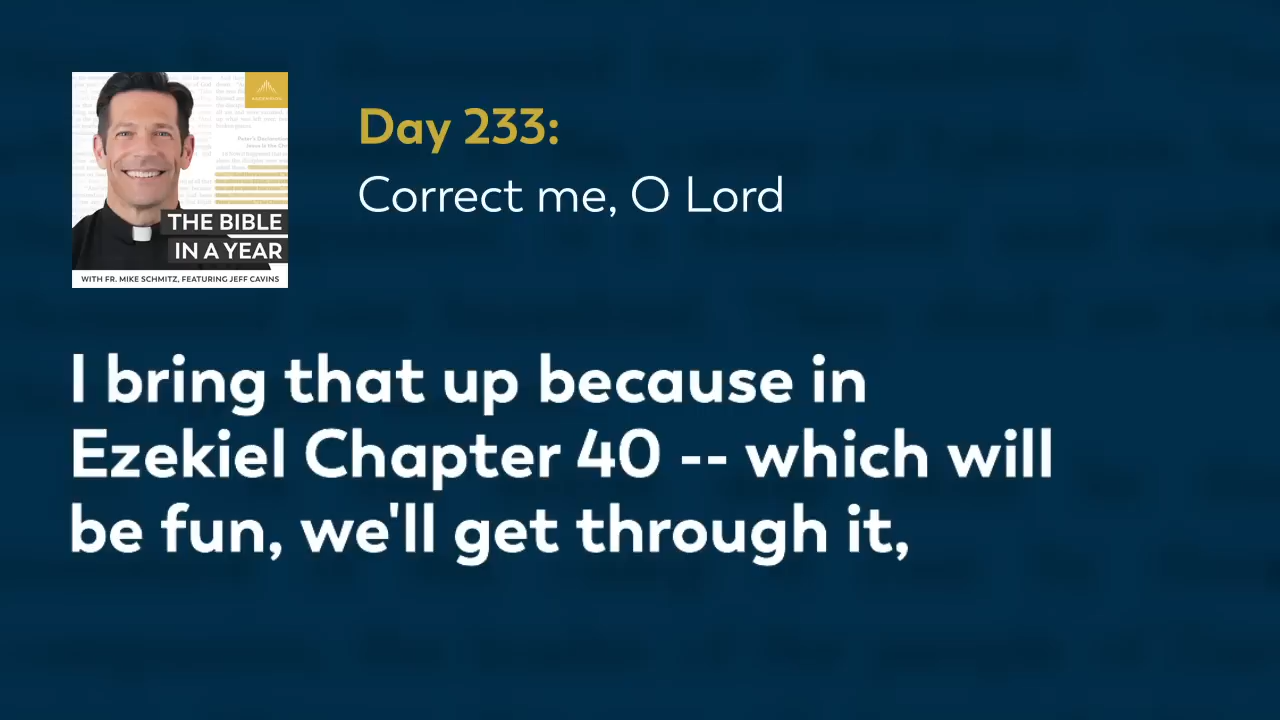 THE BIBLE
IN A YEAR
WITH FR. MIKE SCHMITZ, FEATURING JEFF CAVINS
Day 233:
Correct me, O Lord
I bring that up because in
Ezekiel Chapter 40 -- which will
be fun, we'll get through it,